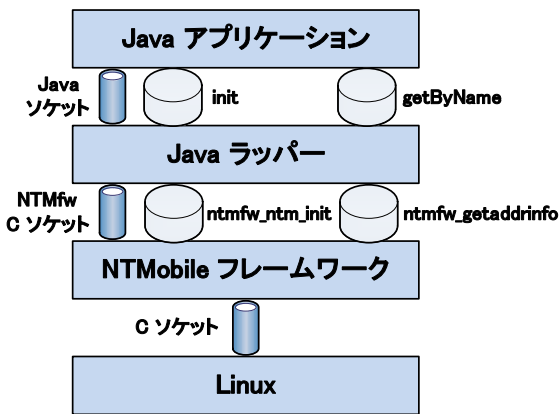 Java アプリケーション
Java
ソケット
init
getByName
Java ラッパー
NTMfw
C ソケット
ntmfw_ntm_init
ntmfw_getaddrinfo
NTMobile フレームワーク
C ソケット
Linux